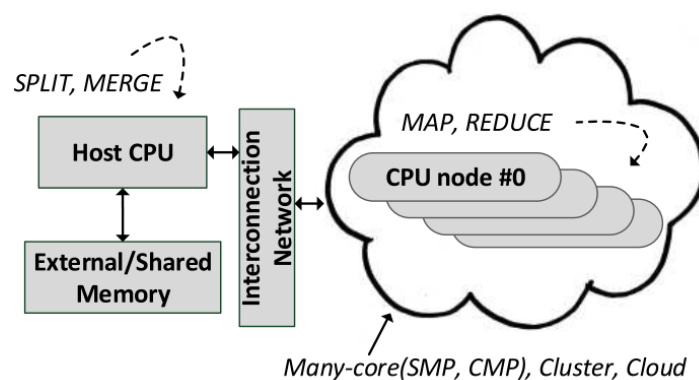 SPLIT, MERGE
MAP, REDUCE
Host CPU
CPU node #0
Interconnection
Network
External/Shared
Memory
Many-core(SMP, CMP), Cluster, Cloud